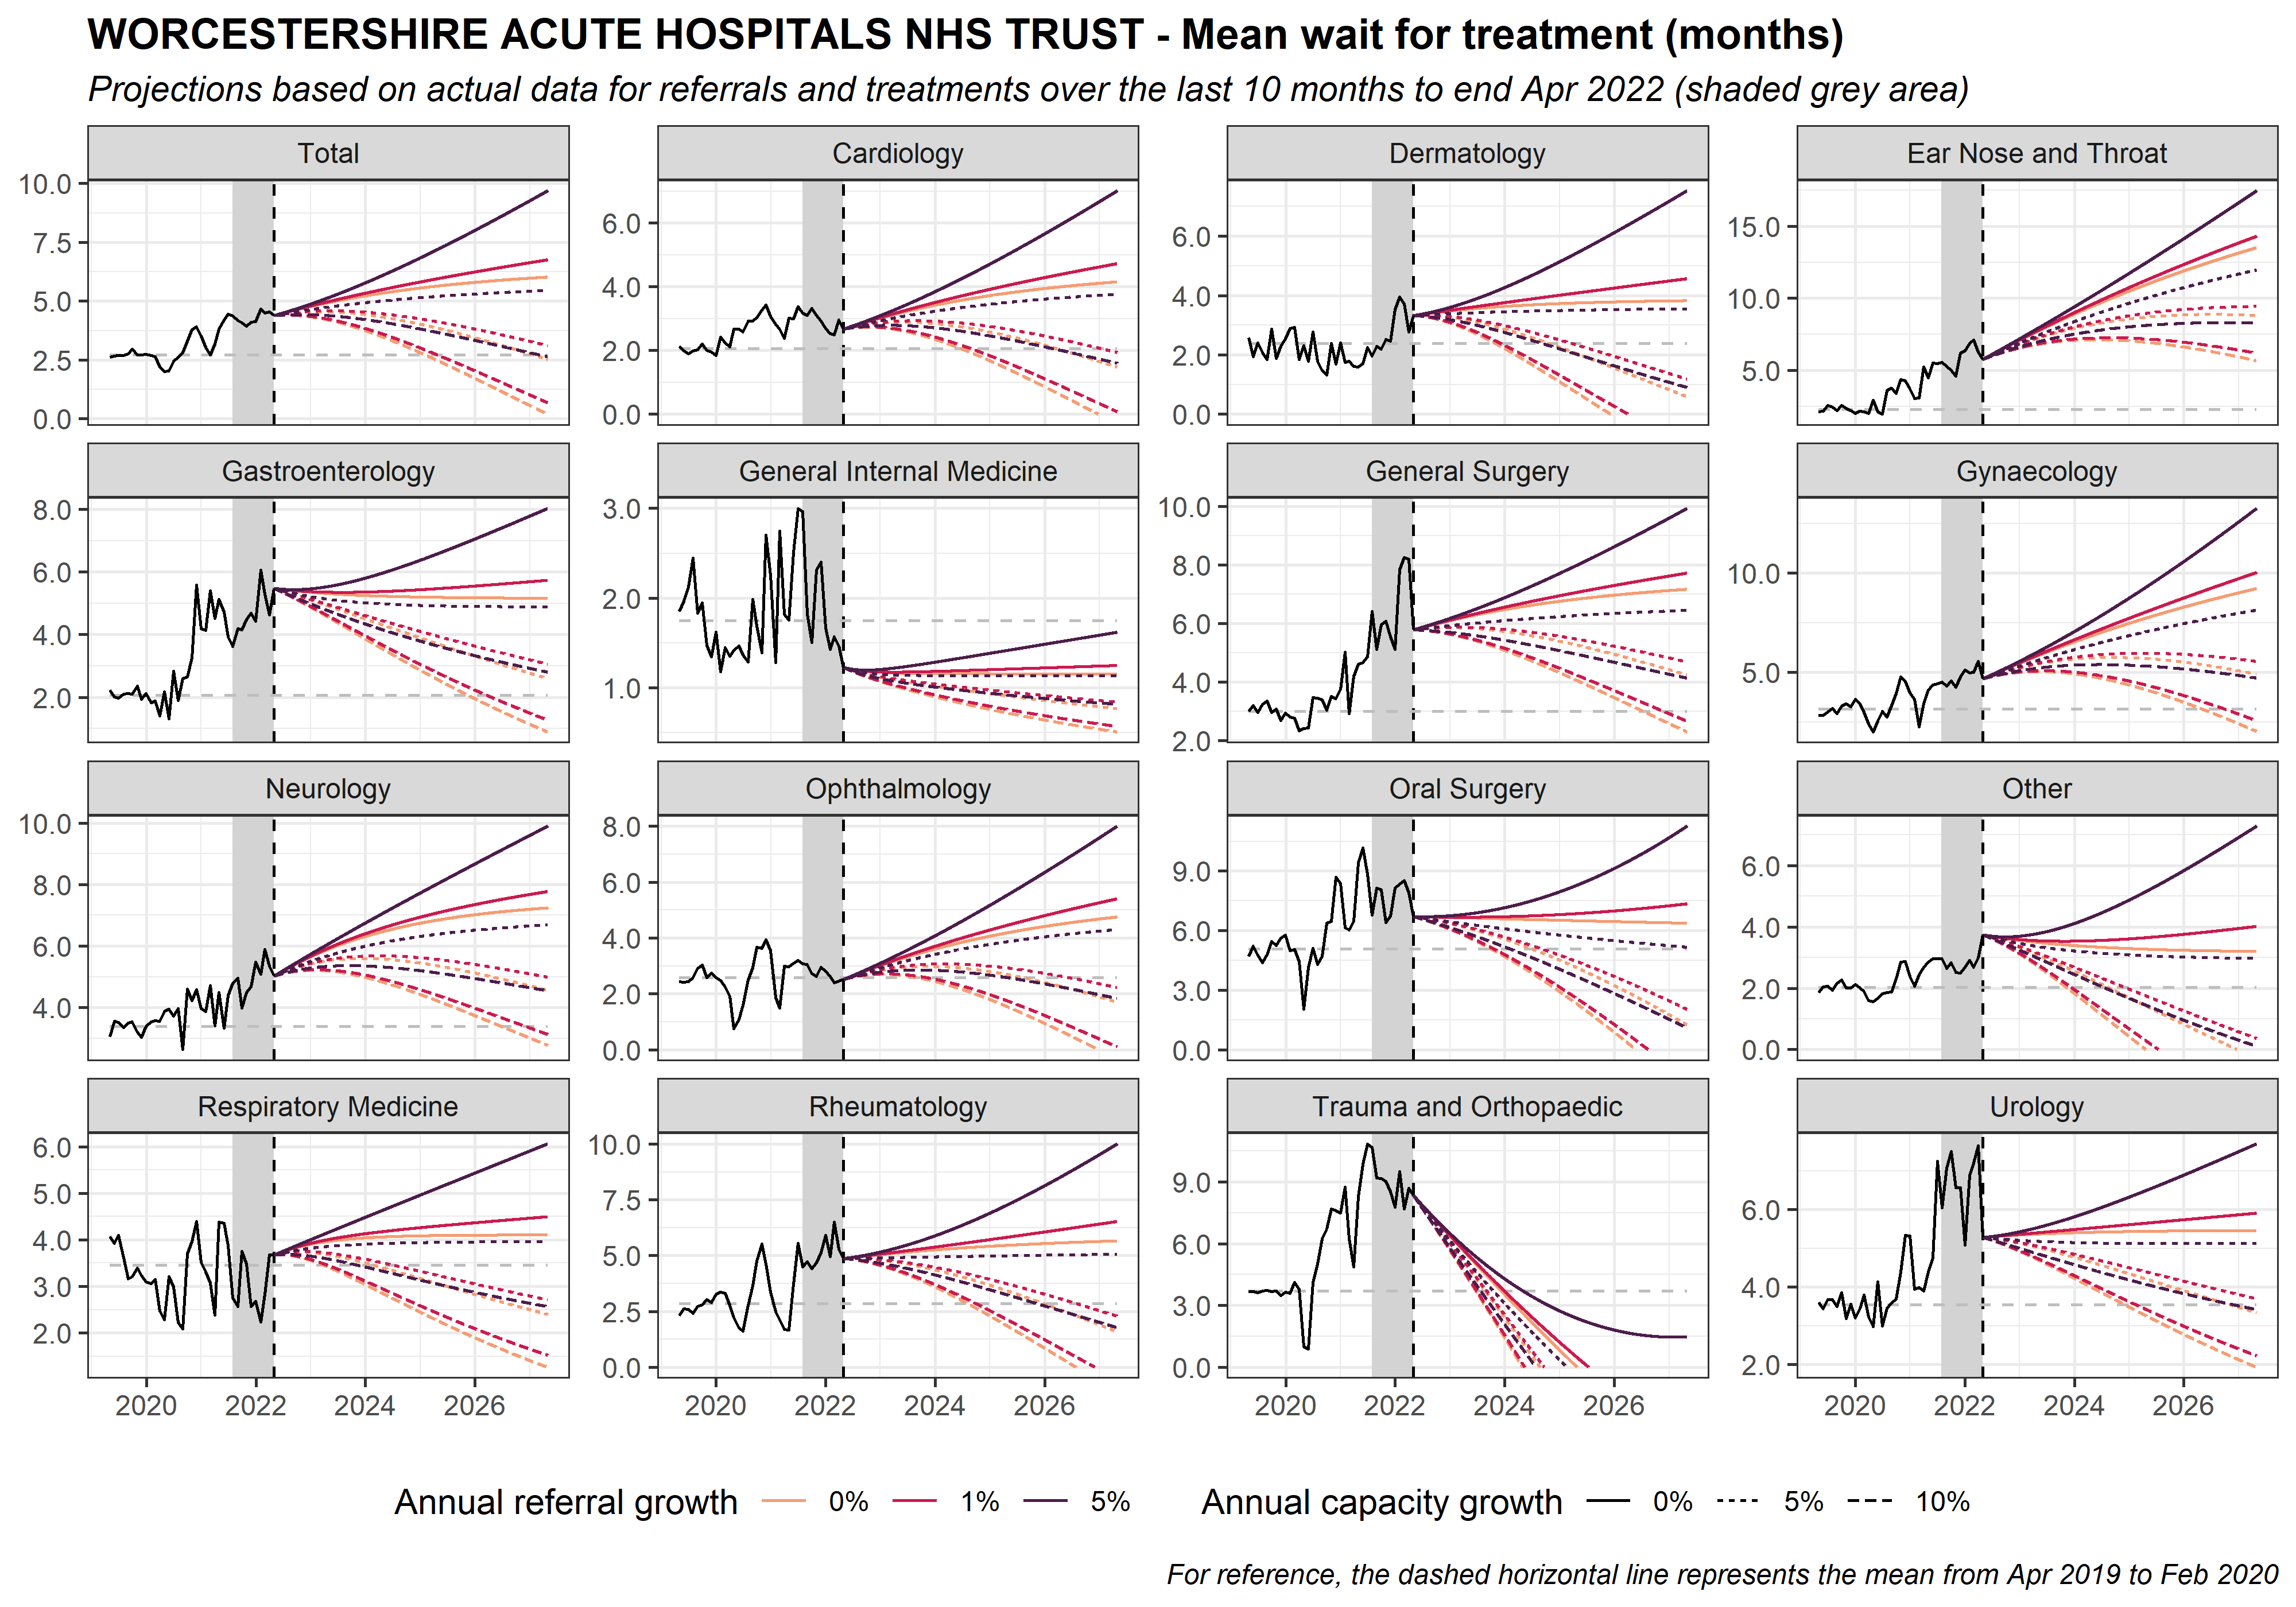 WORCESTERSHIRE ACUTE HOSPITALS NHS TRUST - Mean wait for treatment (months)
Projections based on actual data for referrals and treatments over the last 10 months to end Apr 2022 (shaded grey area)
Total
Cardiology
Dermatology
Ear Nose and Throat
10.0
7.5
5.0
2.5
0.0
6.0
4.0
2.0
0.0
6.0
4.0
2.0
0.0
15.0
10.0
5.0
Gastroenterology
General Internal Medicine
General Surgery
Gynaecology
8.0
6.0
4.0
2.0
3.0
2.0
1.0
10.0
8.0
6.0
4.0
2.0
10.0
5.0
Neurology
Ophthalmology
Oral Surgery
Other
10.0
8.0
6.0
4.0
8.0
6.0
4.0
2.0
0.0
9.0
6.0
3.0
0.0
6.0
4.0
2.0
0.0
Respiratory Medicine
Rheumatology
Trauma and Orthopaedic
Urology
6.0
5.0
4.0
3.0
2.0
10.0
7.5
5.0
2.5
0.0
9.0
6.0
3.0
0.0
6.0
4.0
2.0
2020 2022 2024 2026
2020 2022 2024 2026
2020 2022 2024 2026
2020 2022 2024 2026
Annual referral growth 0% 1% 5%
Annual capacity growth 0% 5% 10%
For reference, the dashed horizontal line represents the mean from Apr 2019 to Feb 2020